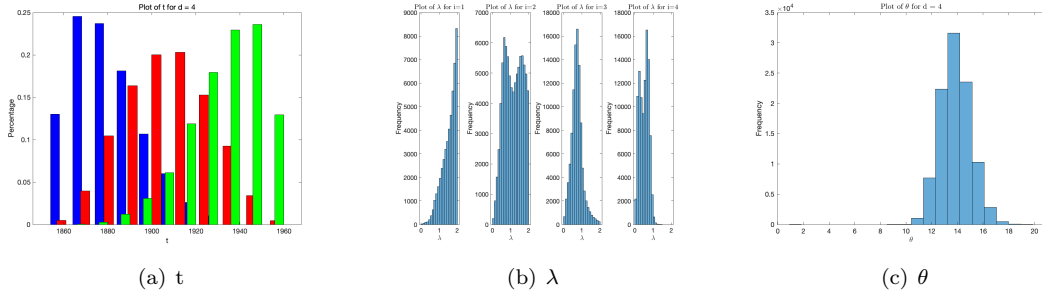 Plot of t for d = 4
Percentage
0.25
0.2
0.15
0.1
0.05
0
1860 1880 1900 1920 1940 1960
t
(a) t
Plot of λ for i=1
Frequency
9000
8000
7000
6000
5000
4000
3000
2000
1000
0
0 1 2
λ
Plot of λ for i=2
Frequency
7000
6000
5000
4000
3000
2000
1000
0
0 1 2
λ
Plot of λ for i=3
Frequency
18000
16000
14000
12000
10000
8000
6000
4000
2000
0
0 1 2
λ
Plot of λ for i=4
Frequency
18000
16000
14000
12000
10000
8000
6000
4000
2000
0
0 1 2
λ
(b) λ
3.5 ×10⁴
Plot of θ for d = 4
Frequency
3
2.5
2
1.5
1
0.5
0
0 2 4 6 8 10 12 14 16 18 20
θ
(c) θ